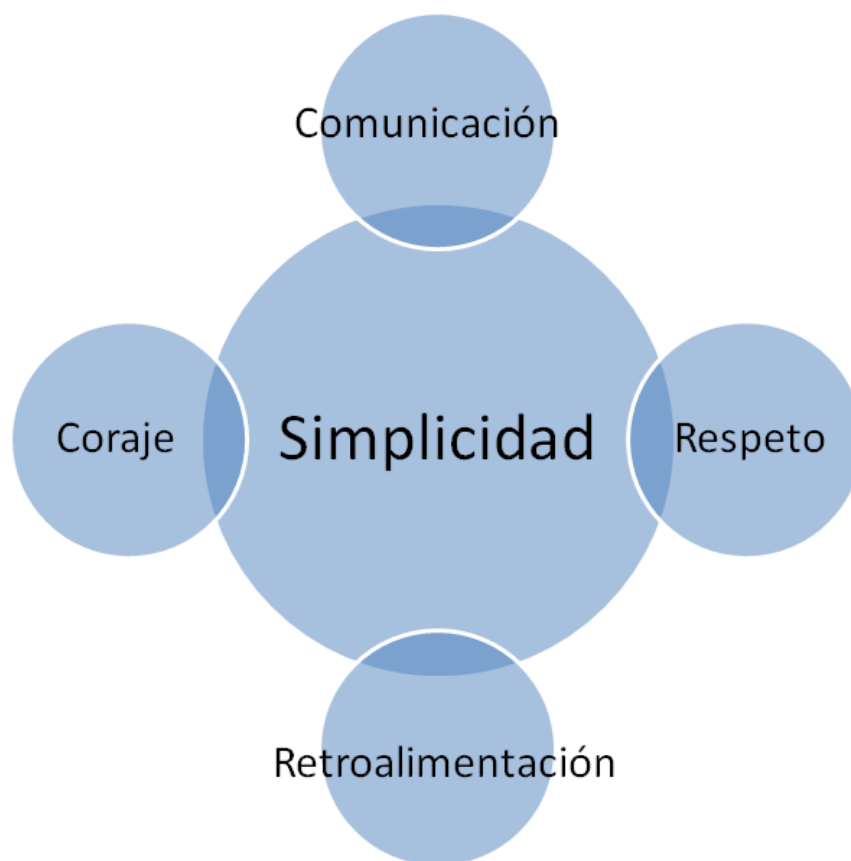 Comunicación
Coraje
Simplicidad
Respeto
Retroalimentación